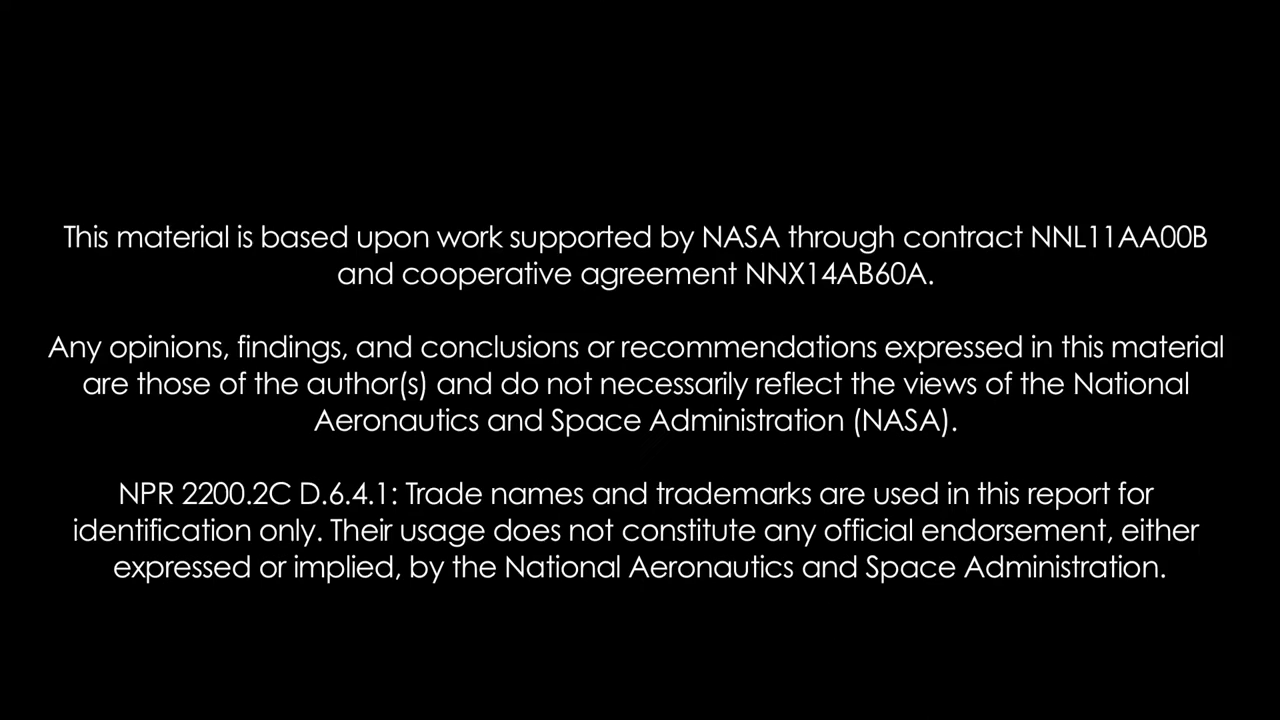 This material is based upon work supported by NASA through contract NNL11AA00B
and cooperative agreement NNX14AB60A.
Any opinions, findings, and conclusions or recommendations expressed in this material
are those of the author(s) and do not necessarily reflect the views of the National
Aeronautics and Space Administration (NASA).
NPR 2200.2C D.6.4.1: Trade names and trademarks are used in this report for
identification only. Their usage does not constitute any official endorsement, either
expressed or implied, by the National Aeronautics and Space Administration.